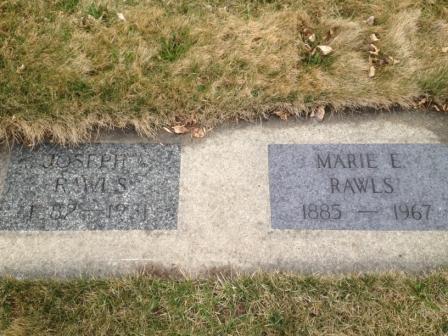 JOSEPH
RAWLS
MARIE E.
RAWLS
1885 — 1967